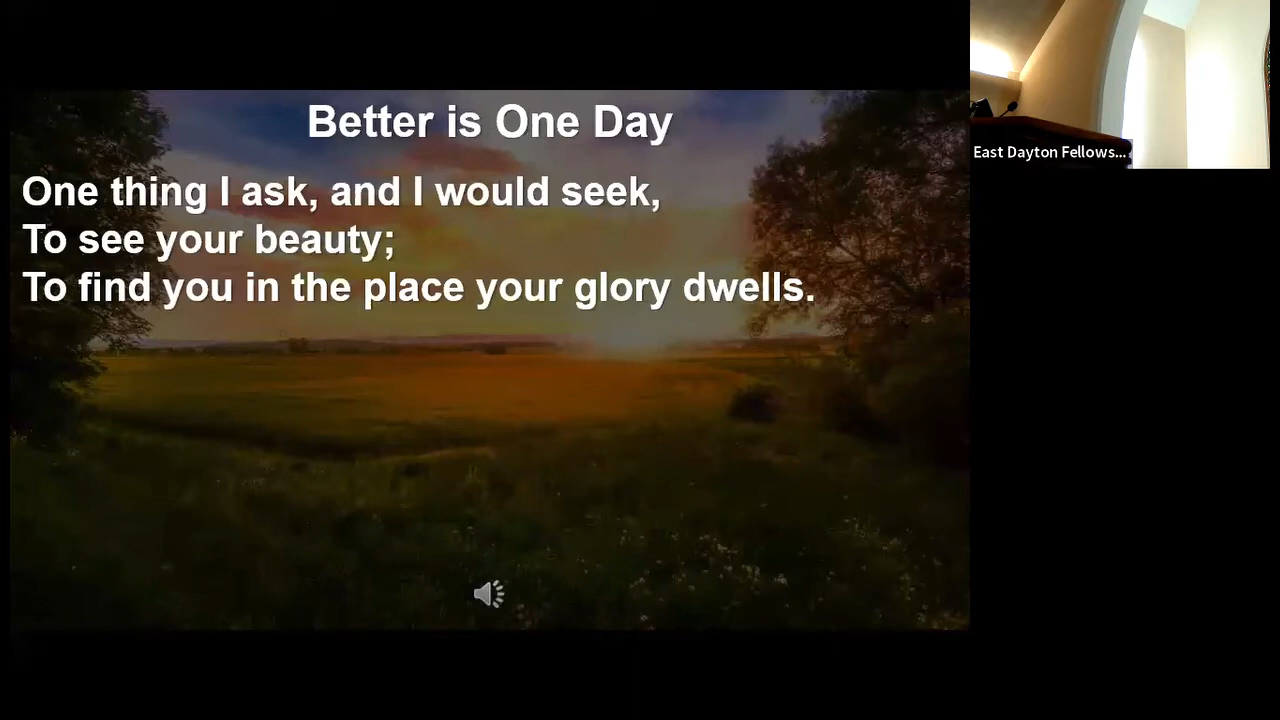 Better is One Day
One thing I ask, and I would seek,
To see your beauty;
To find you in the place your glory dwells.
East Dayton Fellows...